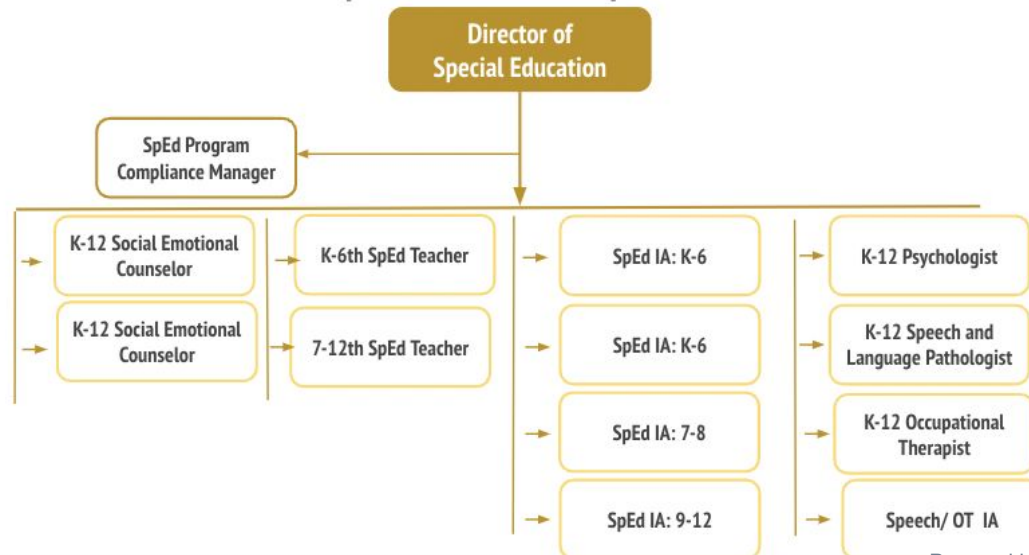 Director of
Special Education
SpEd Program
Compliance Manager
K-12 Social Emotional
Counselor
K-12 Social Emotional
Counselor
K-6th SpEd Teacher
7-12th SpEd Teacher
SpEd IA: K-6
SpEd IA: K-6
SpEd IA: 7-8
SpEd IA: 9-12
K-12 Psychologist
K-12 Speech and
Language Pathologist
K-12 Occupational
Therapist
Speech/ OT IA